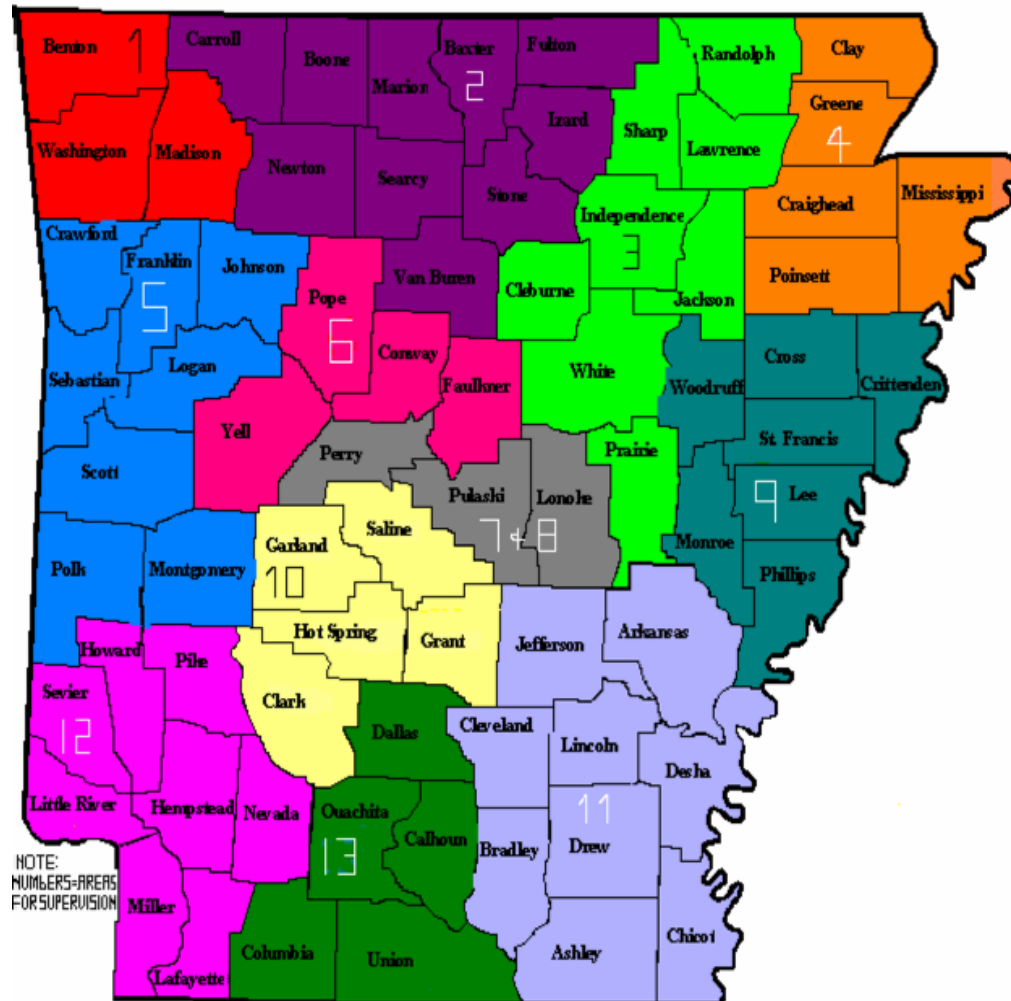 Benton
1
Carroll
Boone
Marion
Baxter
2
Fulton
Randolph
Clay
Greene
4
Izard
Sharp
Lawrence
Washington
Madison
Newton
Searcy
Stone
Independence
3
Craighead
Mississippi
Crawford
Franklin
5
Johnson
Pope
6
Van Buren
Cleburne
Jackson
Poinsett
Sebastian
Logan
Conway
Faulkner
White
Woodruff
Cross
Crittenden
Yell
Scott
Perry
Pulaski
Lonoke
7+8
Prairie
St. Francis
9
Lee
Monroe
Phillips
Polk
Montgomery
Garland
10
Saline
Hot Spring
Grant
Jefferson
Arkansas
Howard
Pike
Sevier
12
Clark
Dallas
Cleveland
Lincoln
Desha
Little River
Hempstead
Nevada
Ouachita
13
Calhoun
Bradley
11
Drew
NOTE:
NUMBERS=AREAS
FOR SUPERVISION
Miller
Lafayette
Columbia
Union
Ashley
Chicot